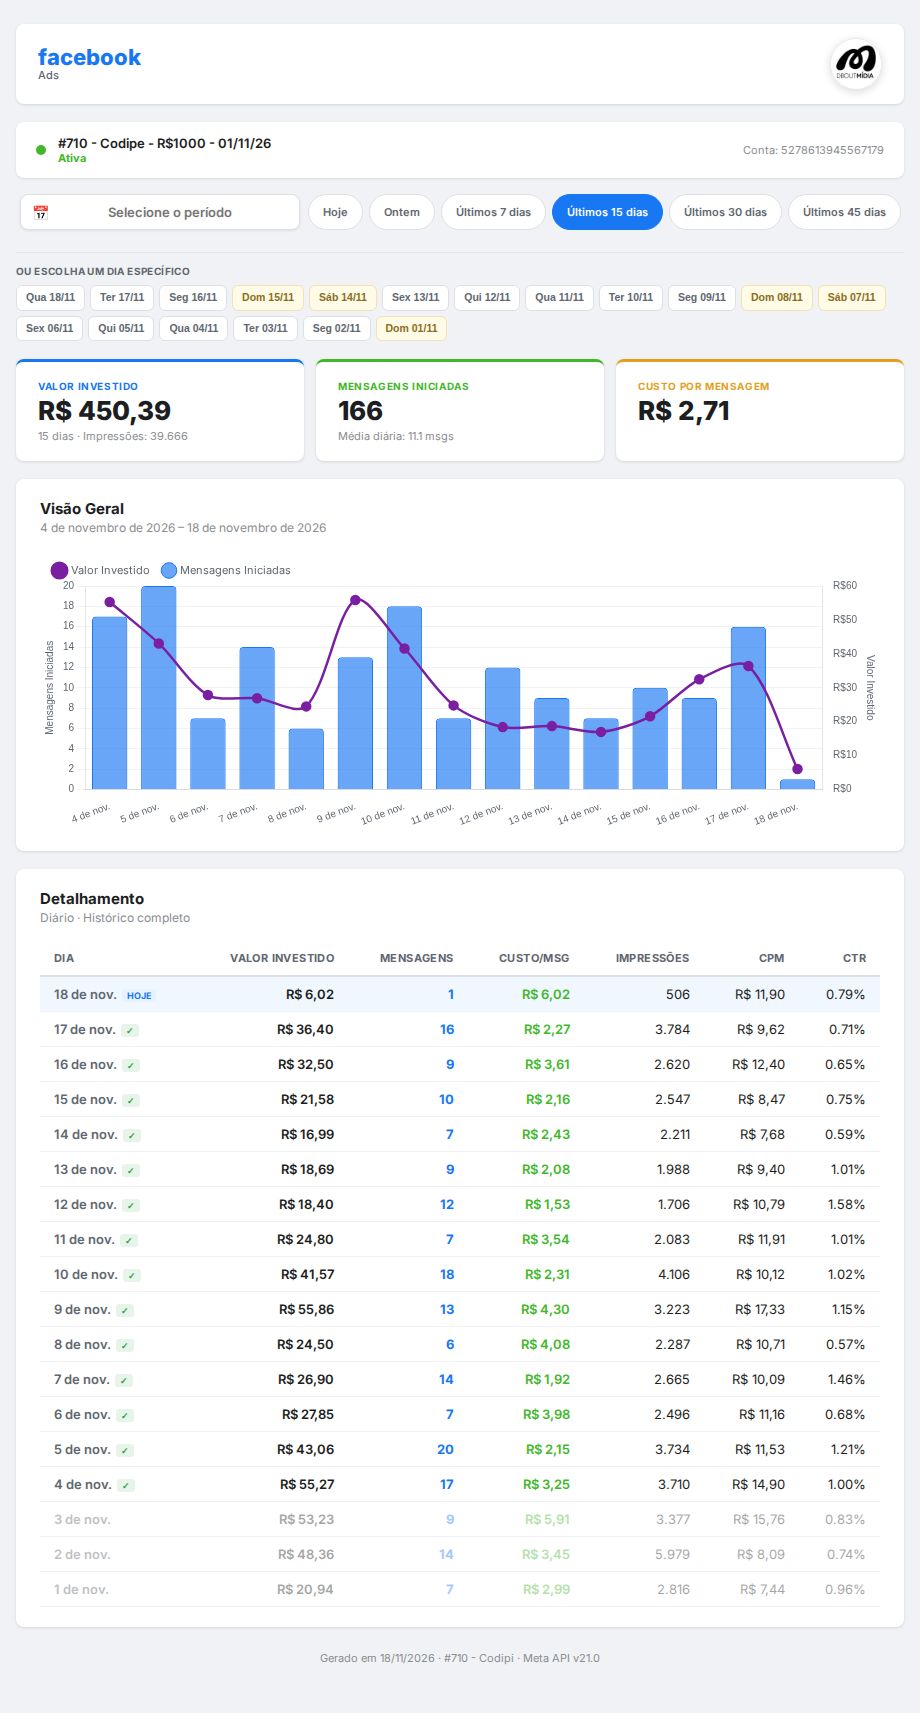 facebook
Ads
DBOUTMÍDIA
#710 - Codipe - R$1000 - 01/11/26
Ativa
Conta: 5278613945567179
Selecione o período
Hoje
Ontem
Últimos 7 dias
Últimos 15 dias
Últimos 30 dias
Últimos 45 dias
OU ESCOLHA UM DIA ESPECÍFICO
Qua 18/11 Ter 17/11 Seg 16/11 Dom 15/11 Sáb 14/11 Sex 13/11 Qui 12/11 Qua 11/11 Ter 10/11 Seg 09/11 Dom 08/11 Sáb 07/11
Sex 06/11 Qui 05/11 Qua 04/11 Ter 03/11 Seg 02/11 Dom 01/11
VALOR INVESTIDO
R$ 450,39
15 dias · Impressões: 39.666
MENSAGENS INICIADAS
166
Média diária: 11.1 msgs
CUSTO POR MENSAGEM
R$ 2,71
Visão Geral
4 de novembro de 2026 – 18 de novembro de 2026
Valor Investido Mensagens Iniciadas
20
18
16
14
12
10
8
6
4
2
0
Mensagens Iniciadas
R$60
R$50
R$40
R$30
R$20
R$10
R$0
Valor Investido
4 de nov. 5 de nov. 6 de nov. 7 de nov. 8 de nov. 9 de nov. 10 de nov. 11 de nov. 12 de nov. 13 de nov. 14 de nov. 15 de nov. 16 de nov. 17 de nov. 18 de nov.
Detalhamento
Diário · Histórico completo
DIA VALOR INVESTIDO MENSAGENS CUSTO/MSG IMPRESSÕES CPM CTR
18 de nov. HOJE R$ 6,02 1 R$ 6,02 506 R$ 11,90 0.79%
17 de nov. ✓ R$ 36,40 16 R$ 2,27 3.784 R$ 9,62 0.71%
16 de nov. ✓ R$ 32,50 9 R$ 3,61 2.620 R$ 12,40 0.65%
15 de nov. ✓ R$ 21,58 10 R$ 2,16 2.547 R$ 8,47 0.75%
14 de nov. ✓ R$ 16,99 7 R$ 2,43 2.211 R$ 7,68 0.59%
13 de nov. ✓ R$ 18,69 9 R$ 2,08 1.988 R$ 9,40 1.01%
12 de nov. ✓ R$ 18,40 12 R$ 1,53 1.706 R$ 10,79 1.58%
11 de nov. ✓ R$ 24,80 7 R$ 3,54 2.083 R$ 11,91 1.01%
10 de nov. ✓ R$ 41,57 18 R$ 2,31 4.106 R$ 10,12 1.02%
9 de nov. ✓ R$ 55,86 13 R$ 4,30 3.223 R$ 17,33 1.15%
8 de nov. ✓ R$ 24,50 6 R$ 4,08 2.287 R$ 10,71 0.57%
7 de nov. ✓ R$ 26,90 14 R$ 1,92 2.665 R$ 10,09 1.46%
6 de nov. ✓ R$ 27,85 7 R$ 3,98 2.496 R$ 11,16 0.68%
5 de nov. ✓ R$ 43,06 20 R$ 2,15 3.734 R$ 11,53 1.21%
4 de nov. ✓ R$ 55,27 17 R$ 3,25 3.710 R$ 14,90 1.00%
3 de nov. R$ 53,23 9 R$ 5,91 3.377 R$ 15,76 0.83%
2 de nov. R$ 48,36 14 R$ 3,45 5.979 R$ 8,09 0.74%
1 de nov. R$ 20,94 7 R$ 2,99 2.816 R$ 7,44 0.96%
Gerado em 18/11/2026 · #710 - Codipi · Meta API v21.0